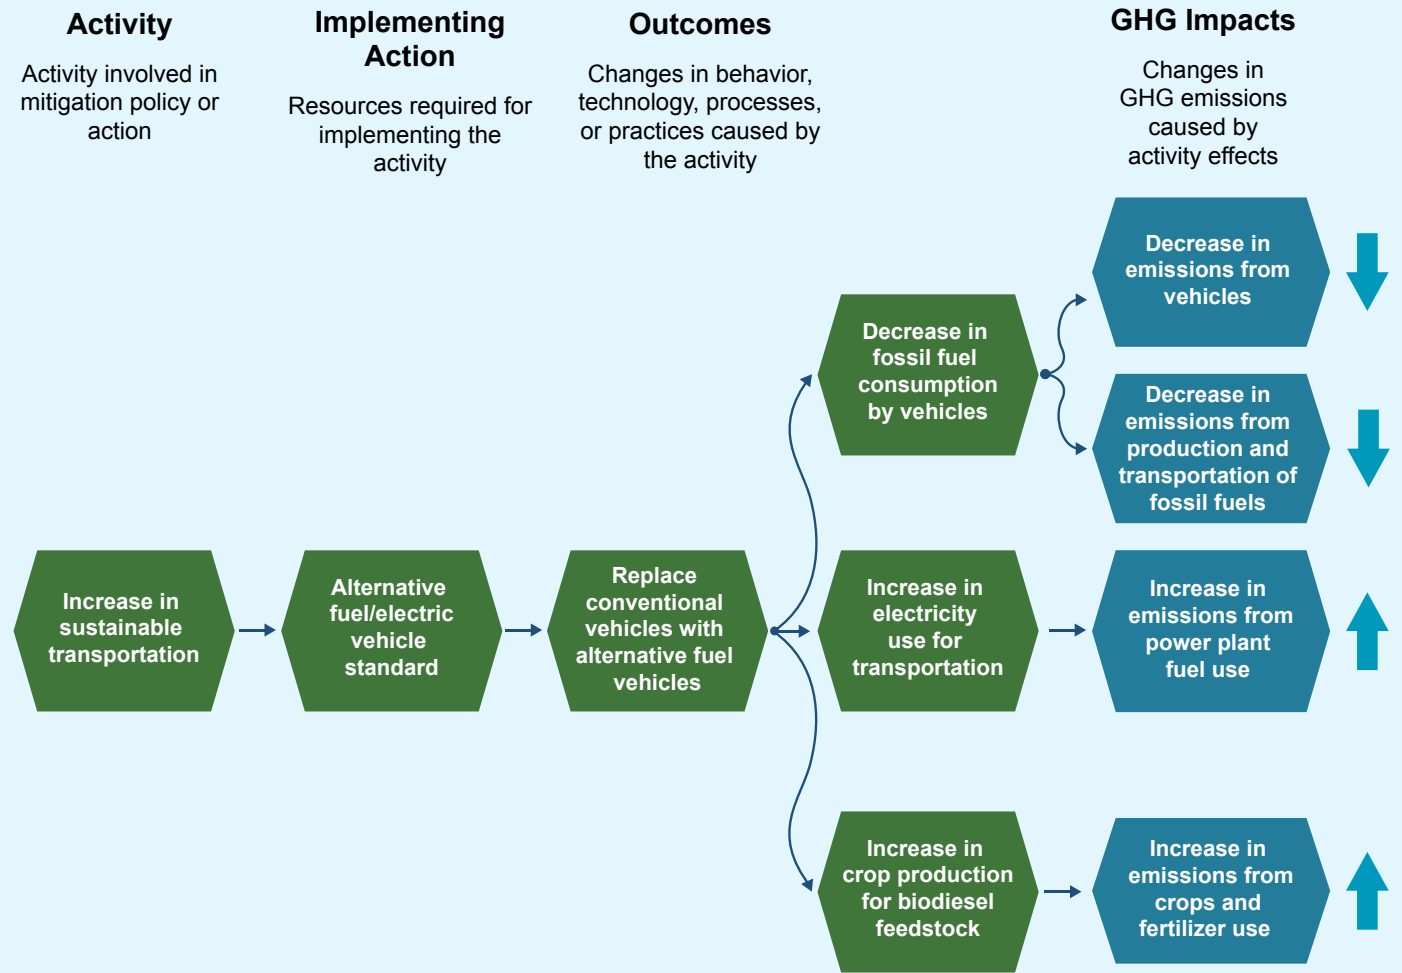 Activity
Activity involved in
mitigation policy or
action
Implementing
Action
Resources required for
implementing the
activity
Outcomes
Changes in behavior,
technology, processes,
or practices caused by
the activity
GHG Impacts
Changes in
GHG emissions
caused by
activity effects
Increase in
sustainable
transportation
Alternative
fuel/electric
vehicle
standard
Replace
conventional
vehicles with
alternative fuel
vehicles
Decrease in
fossil fuel
consumption
by vehicles
Decrease in
emissions from
vehicles
Decrease in
emissions from
production and
transportation of
fossil fuels
Increase in
electricity
use for
transportation
Increase in
emissions from
power plant
fuel use
Increase in
crop production
for biodiesel
feedstock
Increase in
emissions from
crops and
fertilizer use